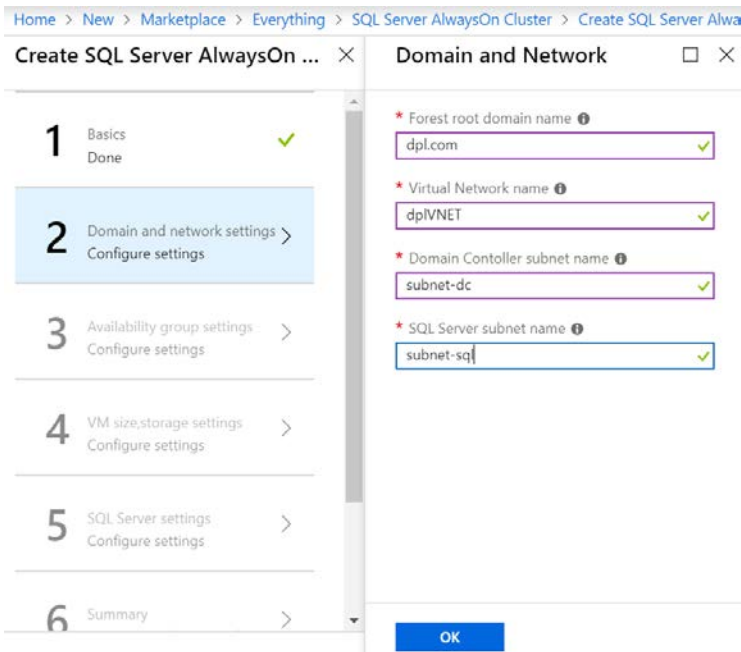 Home > New > Marketplace > Everything > SQL Server AlwaysOn Cluster > Create SQL Server Alwa
Create SQL Server AlwaysOn ...
1
Basics
Done
2
Domain and network settings
Configure settings
3
Availability group settings
Configure settings
4
VM size,storage settings
Configure settings
5
SQL Server settings
Configure settings
6
Summary
Domain and Network
* Forest root domain name
dpl.com
* Virtual Network name
dplVNET
* Domain Contoller subnet name
subnet-dc
* SQL Server subnet name
subnet-sql
OK